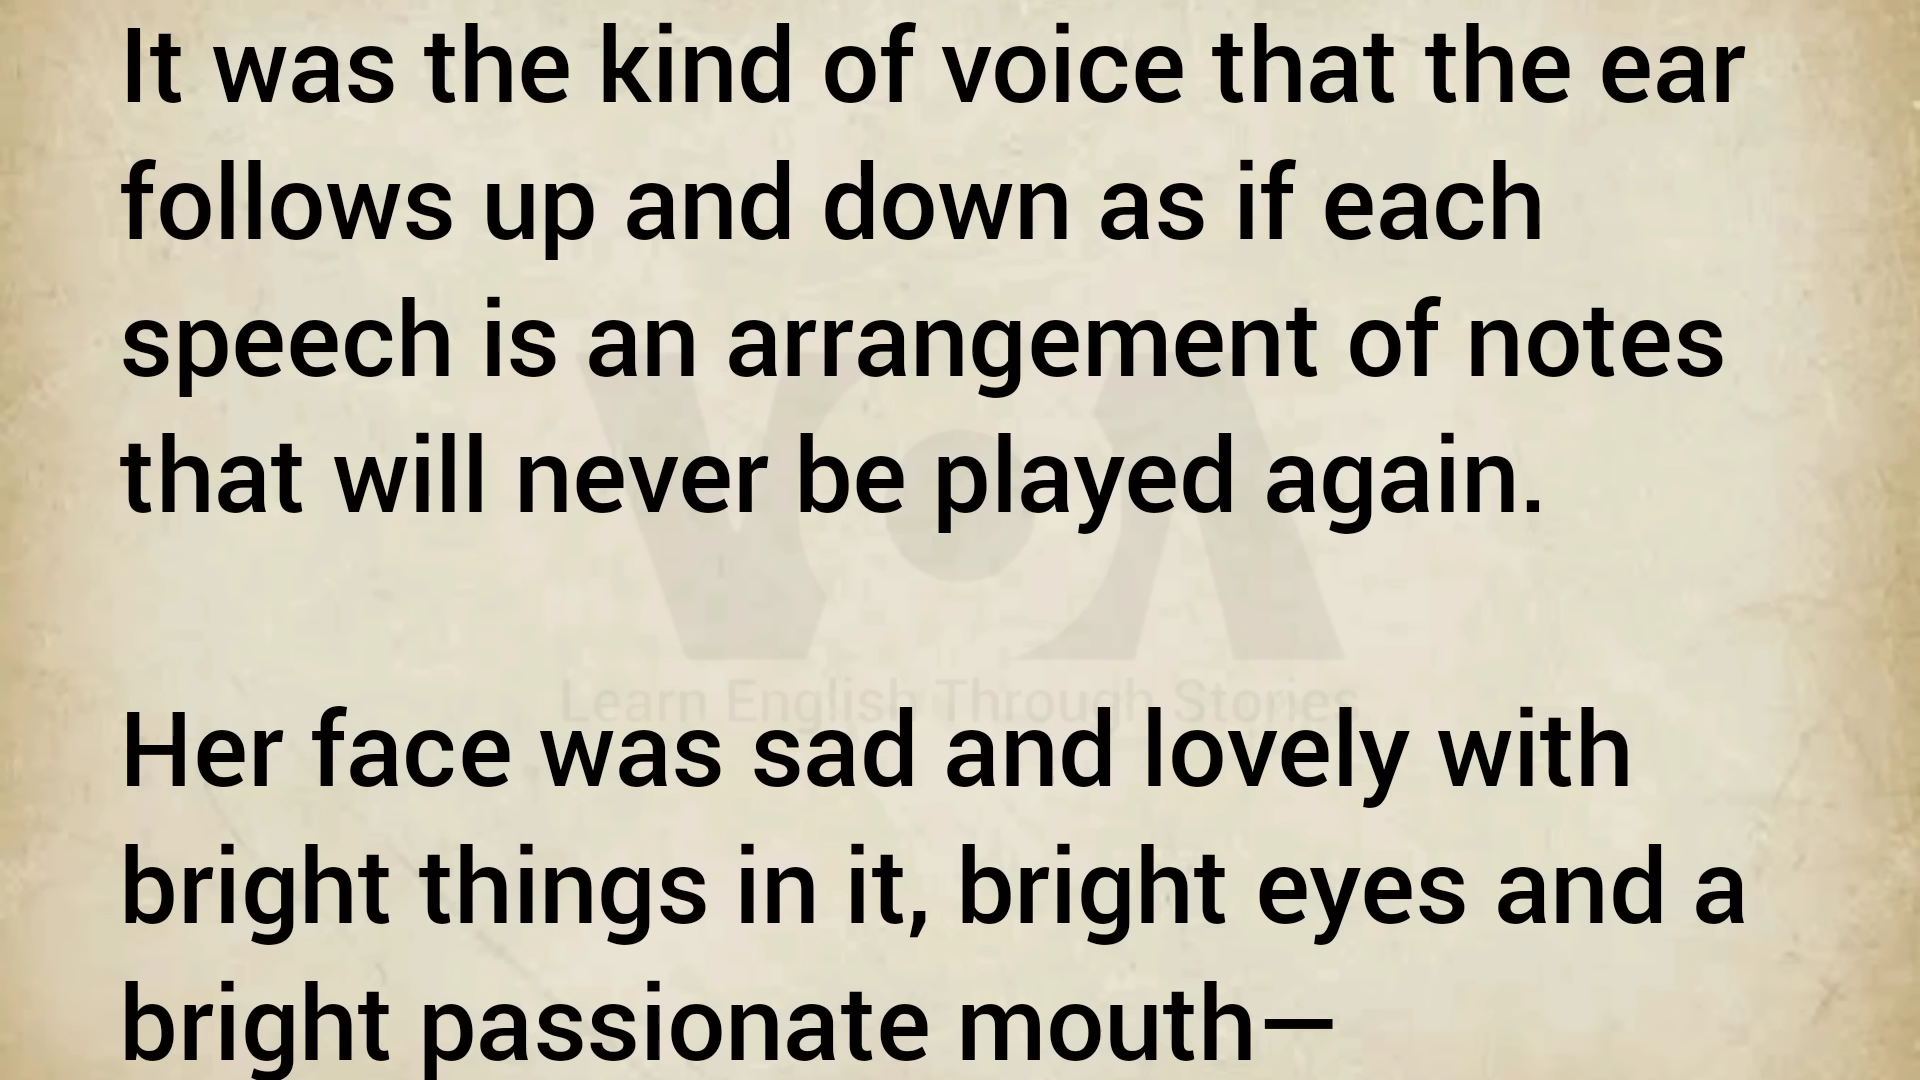 It was the kind of voice that the ear
follows up and down as if each
speech is an arrangement of notes
that will never be played again.
VOA
Learn English Through Stories
Her face was sad and lovely with
bright things in it, bright eyes and a
bright passionate mouth—